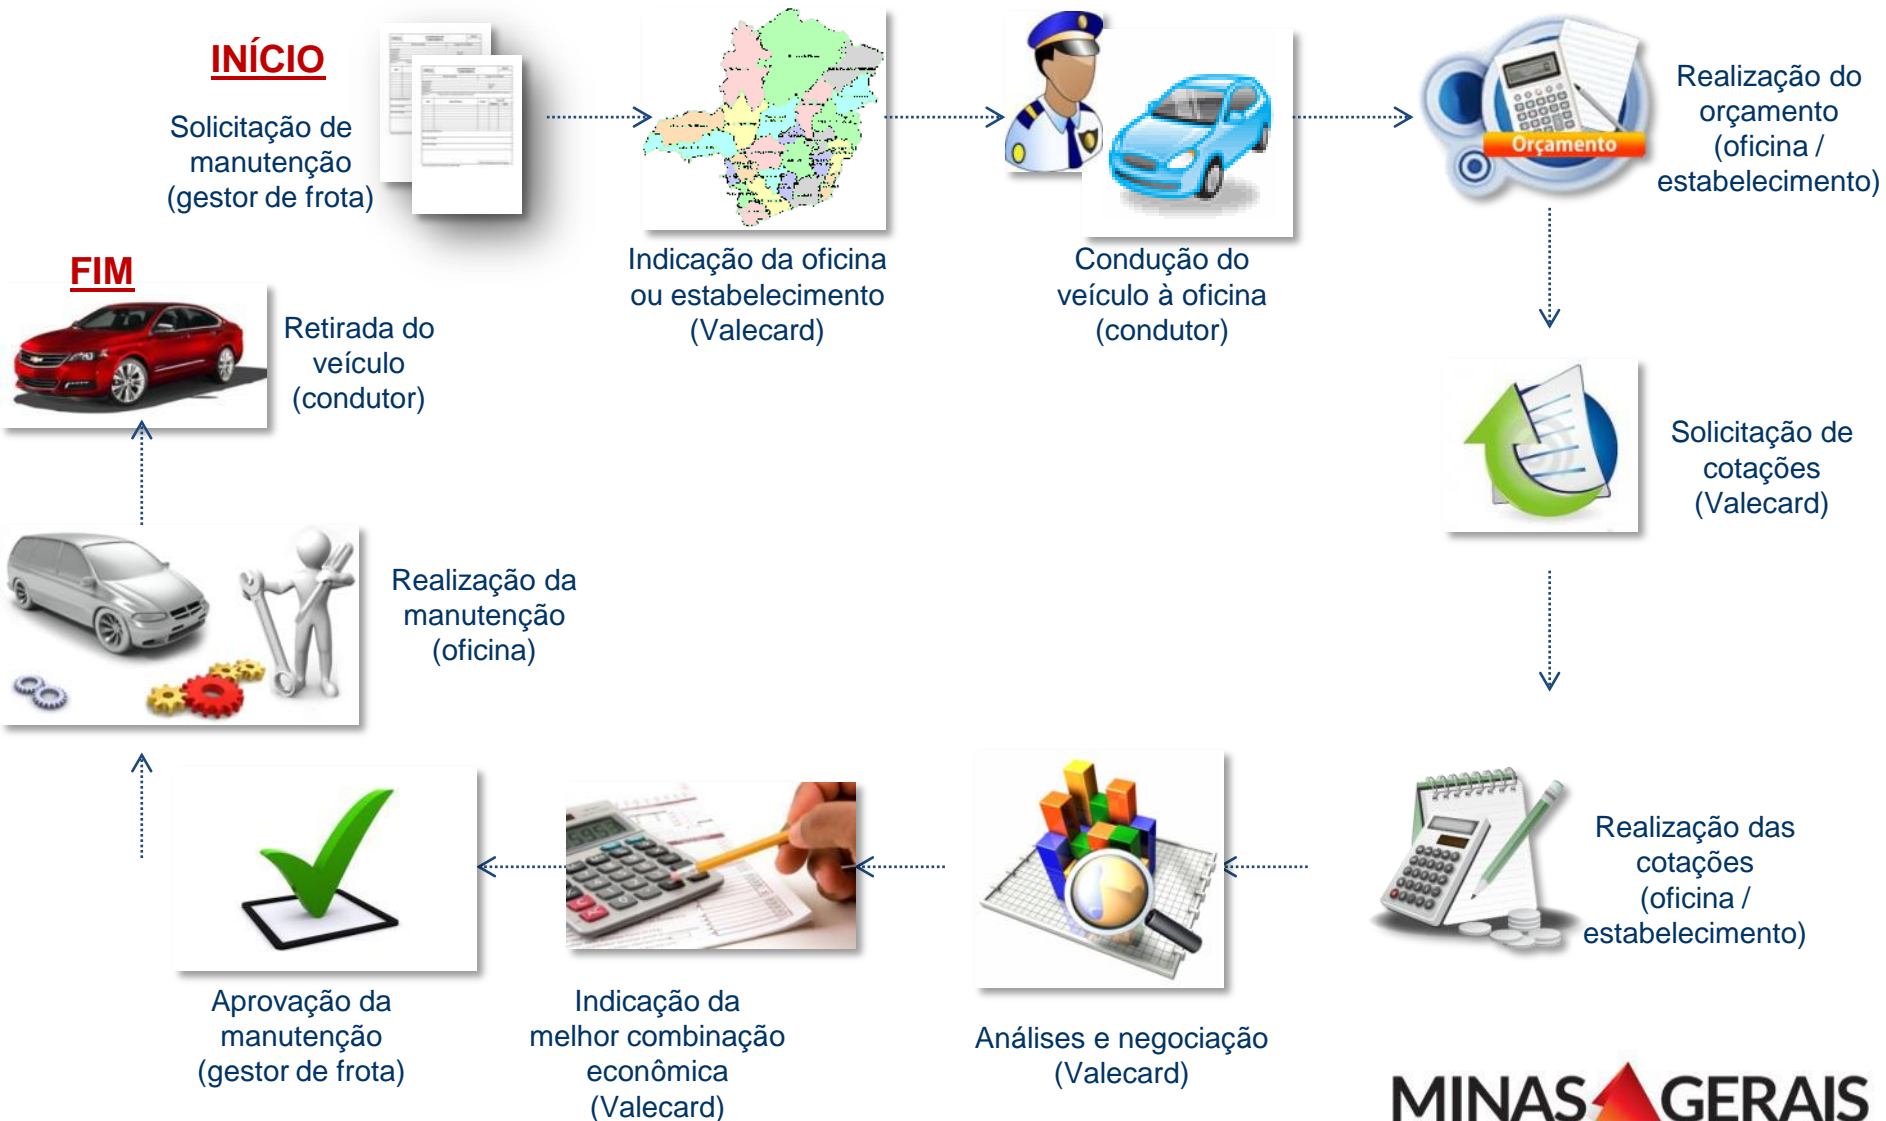 INÍCIO
Solicitação de
manutenção
(gestor de frota)
Indicação da oficina
ou estabelecimento
(Valecard)
Condução do
veículo à oficina
(condutor)
Orçamento
Realização do
orçamento
(oficina /
estabelecimento)
Solicitação de
cotações
(Valecard)
Realização das
cotações
(oficina /
estabelecimento)
Análises e negociação
(Valecard)
Indicação da
melhor combinação
econômica
(Valecard)
Aprovação da
manutenção
(gestor de frota)
Realização da
manutenção
(oficina)
FIM
Retirada do
veículo
(condutor)
MINAS GERAIS